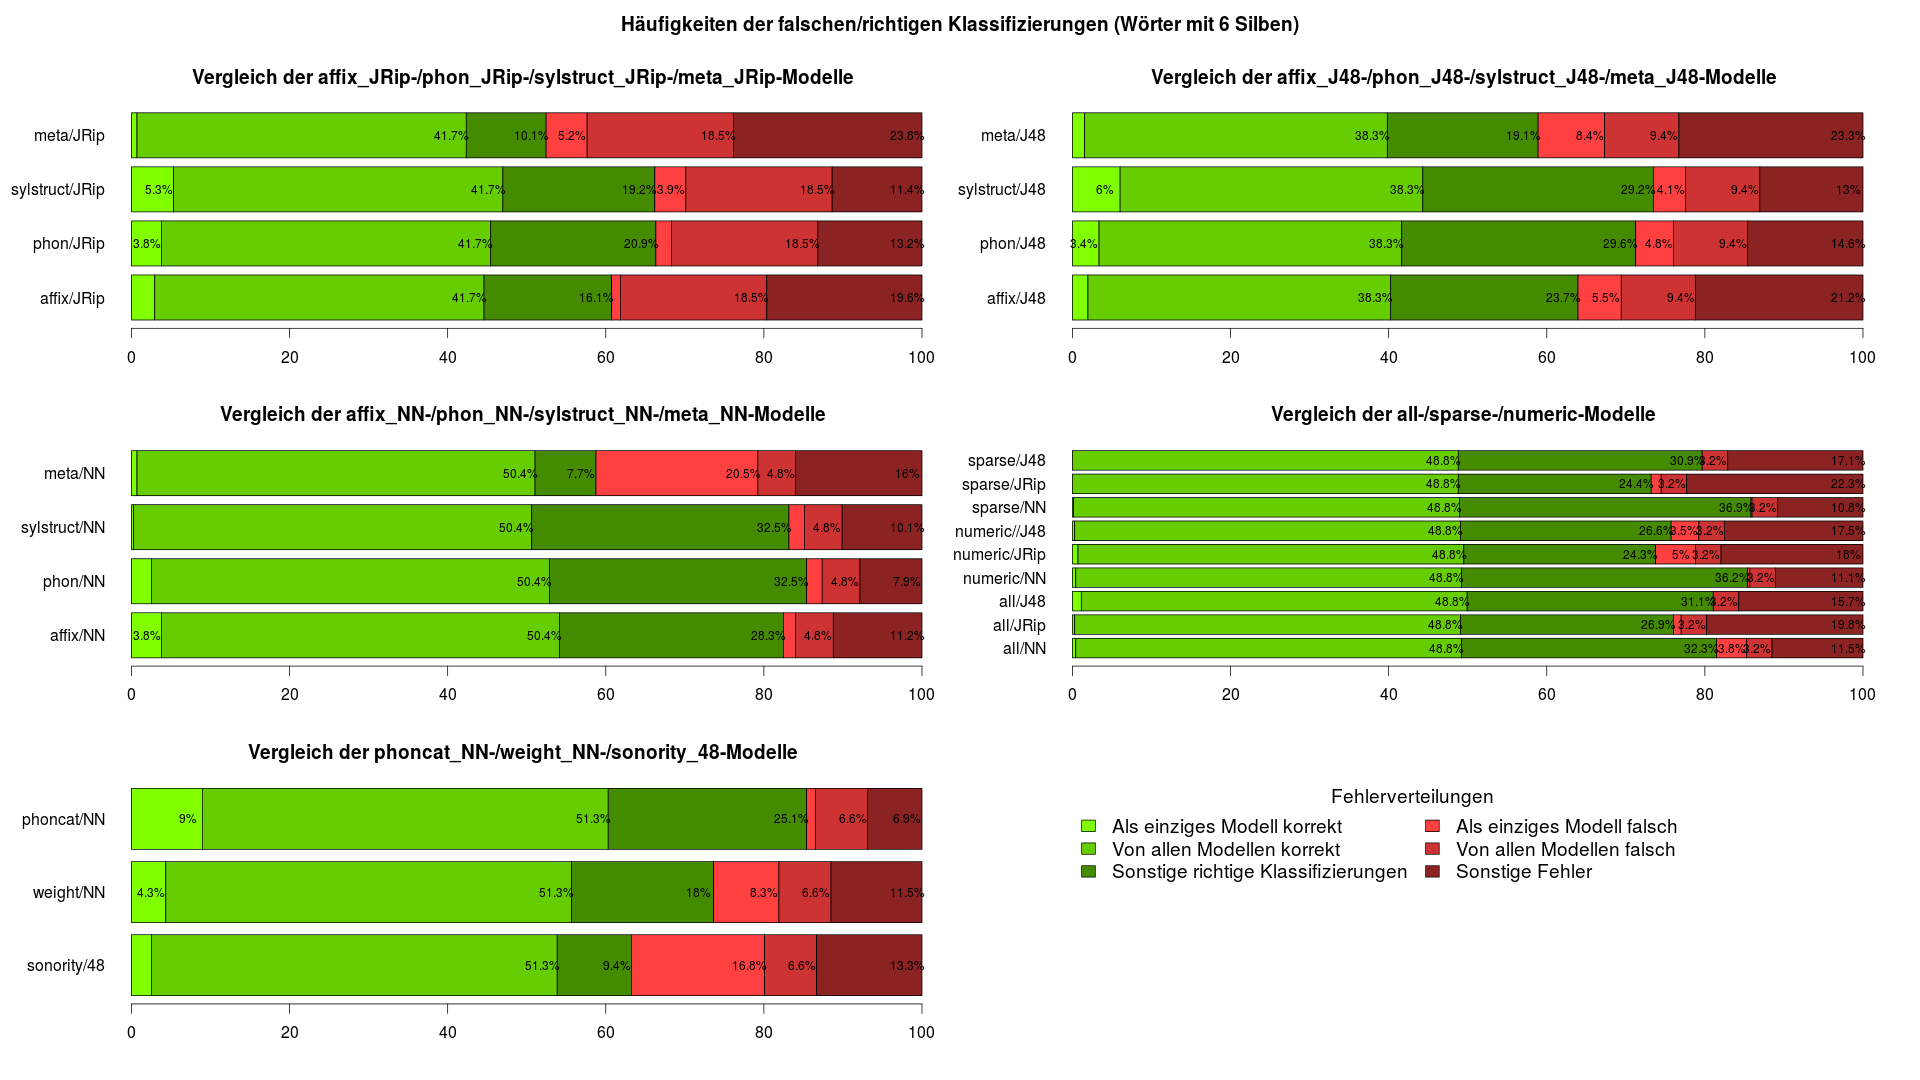 Häufigkeiten der falschen/richtigen Klassifizierungen (Wörter mit 6 Silben)
Vergleich der affix_JRip-/phon_JRip-/sylstruct_JRip-/meta_JRip-Modelle
meta/JRip 41.7% 10.1% 5.2% 18.5% 23.8%
sylstruct/JRip 5.3% 41.7% 19.2% 3.9% 18.5% 11.4%
phon/JRip 3.8% 41.7% 20.9% 18.5% 13.2%
affix/JRip 41.7% 16.1% 18.5% 19.6%
0 20 40 60 80 100
Vergleich der affix_J48-/phon_J48-/sylstruct_J48-/meta_J48-Modelle
meta/J48 38.3% 19.1% 8.4% 9.4% 23.3%
sylstruct/J48 6% 38.3% 29.2% 4.1% 9.4% 13%
phon/J48 3.4% 38.3% 29.6% 4.8% 9.4% 14.6%
affix/J48 38.3% 23.7% 5.5% 9.4% 21.2%
0 20 40 60 80 100
Vergleich der affix_NN-/phon_NN-/sylstruct_NN-/meta_NN-Modelle
meta/NN 50.4% 7.7% 20.5% 4.8% 16%
sylstruct/NN 50.4% 32.5% 4.8% 10.1%
phon/NN 50.4% 32.5% 4.8% 7.9%
affix/NN 3.8% 50.4% 28.3% 4.8% 11.2%
0 20 40 60 80 100
Vergleich der all-/sparse-/numeric-Modelle
sparse/J48 48.8% 30.9% 3.2% 17.1%
sparse/JRip 48.8% 24.4% 3.2% 22.3%
sparse/NN 48.8% 36.9% 3.2% 10.8%
numeric//J48 48.8% 26.6% 3.5% 3.2% 17.5%
numeric/JRip 48.8% 24.3% 5% 3.2% 18%
numeric/NN 48.8% 36.2% 3.2% 11.1%
all/J48 48.8% 31.1% 3.2% 15.7%
all/JRip 48.8% 26.9% 3.2% 19.8%
all/NN 48.8% 32.3% 3.8% 3.2% 11.5%
0 20 40 60 80 100
Vergleich der phoncat_NN-/weight_NN-/sonority_48-Modelle
phoncat/NN 9% 51.3% 25.1% 6.6% 6.9%
weight/NN 4.3% 51.3% 18% 8.3% 6.6% 11.5%
sonority/48 51.3% 9.4% 16.8% 6.6% 13.3%
0 20 40 60 80 100
Fehlerverteilungen
Als einziges Modell korrekt Als einziges Modell falsch
Von allen Modellen korrekt Von allen Modellen falsch
Sonstige richtige Klassifizierungen Sonstige Fehler